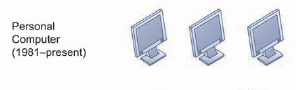 Personal
Computer
(1981–present)